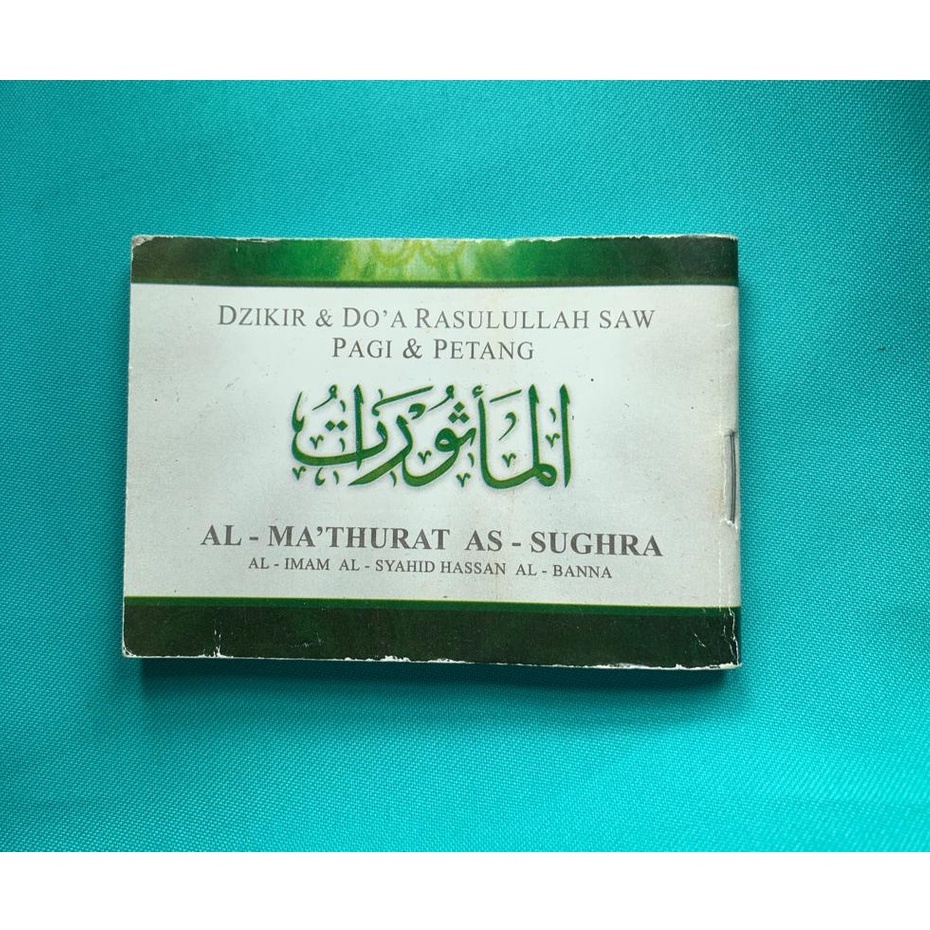 DZIKIR & DO'A RASULULLAH SAW
PAGI & PETANG
المأثورات
AL - MA'THURAT AS - SUGHRA
AL - IMAM AL - SYAHID HASSAN AL - BANNA